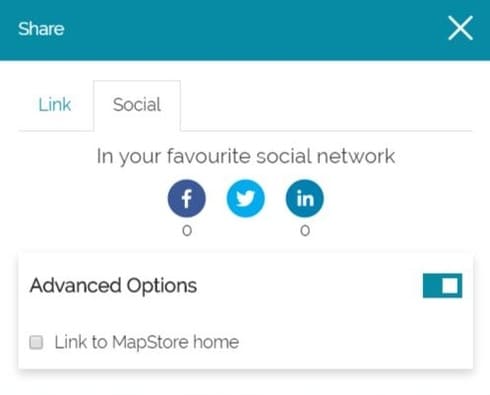 Share
Link Social
In your favourite social network
f in
0 0
Advanced Options
Link to MapStore home